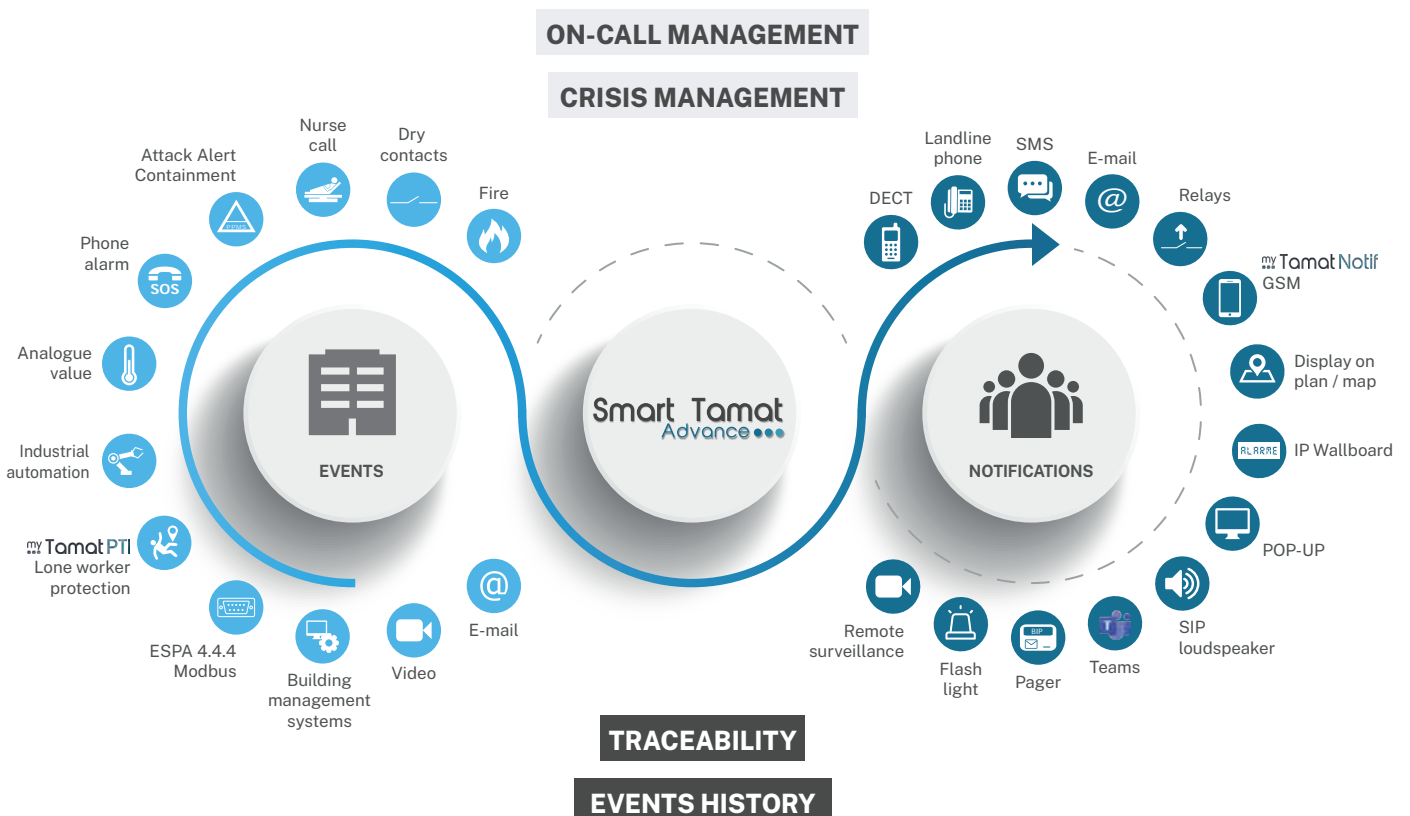 ON-CALL MANAGEMENT
CRISIS MANAGEMENT
Nurse
call
Dry
contacts
Attack Alert
Containment
PPMS
Fire
Phone
alarm
SOS
Analogue
value
Industrial
automation
my Tamat PTI
Lone worker
protection
ESPA 4.4.4
Modbus
Building
management
systems
Video
@
E-mail
EVENTS
Smart Tamat
Advance
NOTIFICATIONS
DECT
Landline
phone
SMS
E-mail
@
Relays
my Tamat Notif
GSM
Display on
plan / map
ALARME
IP Wallboard
POP-UP
SIP
loudspeaker
T
Teams
BIP
Pager
Flash
light
Remote
surveillance
TRACEABILITY
EVENTS HISTORY